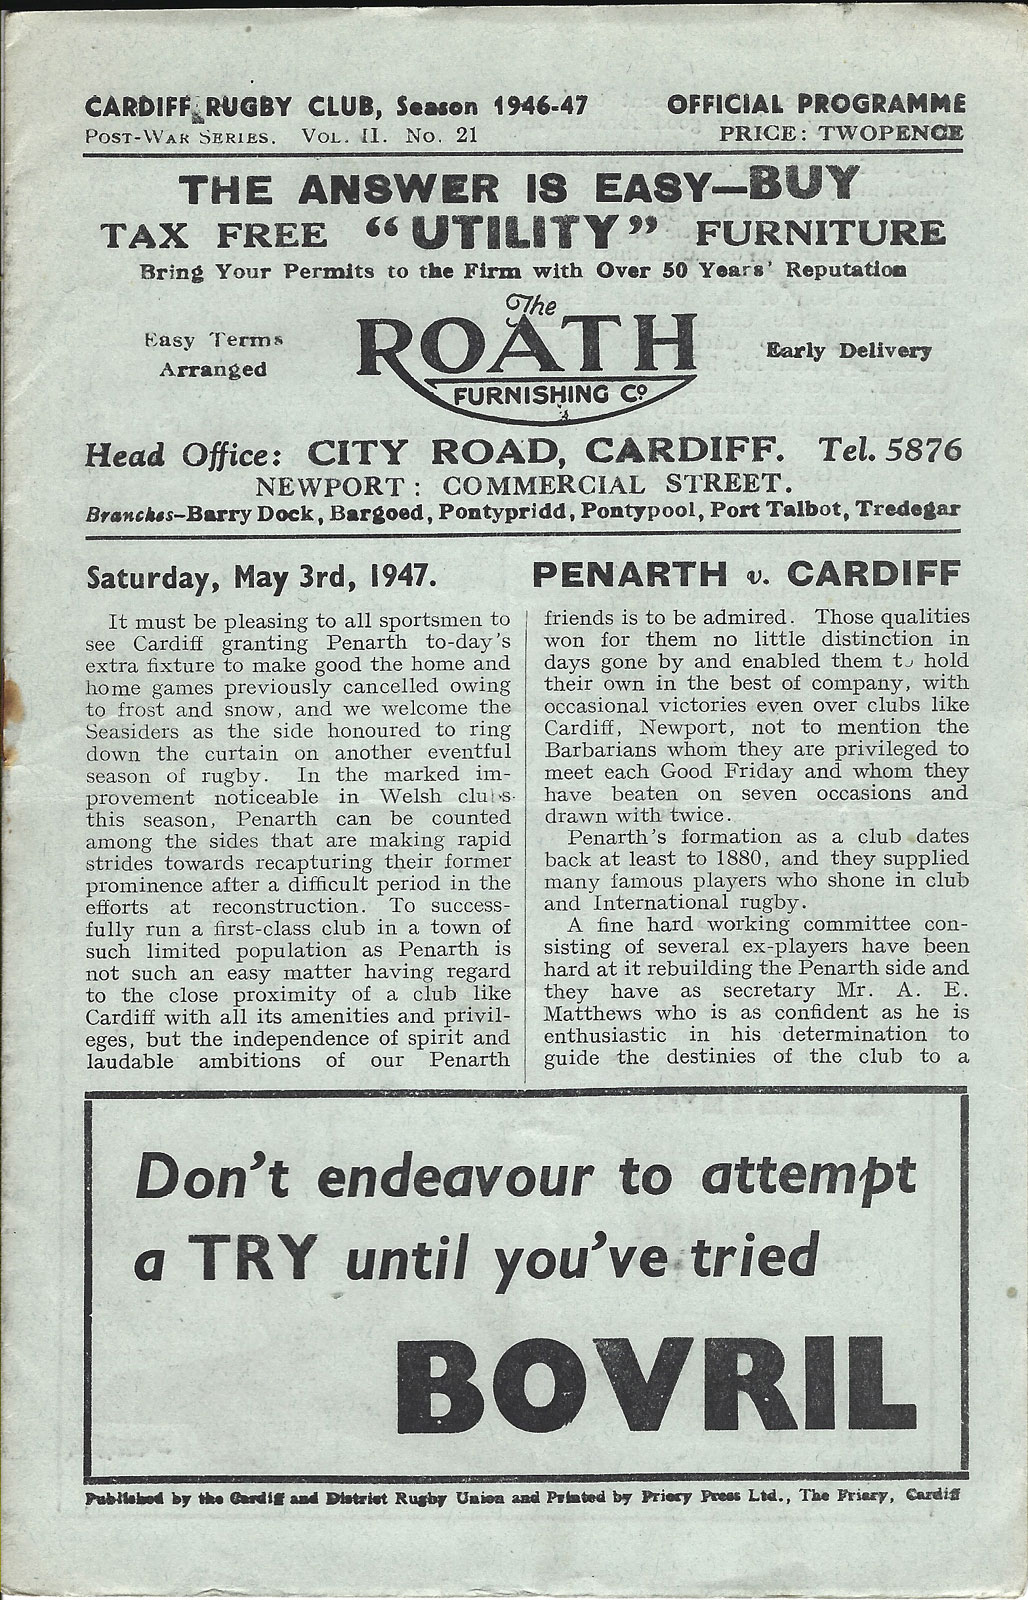 CARDIFF RUGBY CLUB, Season 1946-47
OFFICIAL PROGRAMME
POST-WAR SERIES. VOL. II. NO. 21
PRICE: TWOPENCE
THE ANSWER IS EASY—BUY
TAX FREE "UTILITY" FURNITURE
Bring Your Permits to the Firm with Over 50 Years' Reputation
Easy Terms
Arranged
The
ROATH
FURNISHING Co.
Early Delivery
Head Office: CITY ROAD, CARDIFF. Tel. 5876
NEWPORT: COMMERCIAL STREET.
Branches-Barry Dock, Bargoed, Pontypridd, Pontypool, Port Talbot, Tredegar
Saturday, May 3rd, 1947.
PENARTH v. CARDIFF
It must be pleasing to all sportsmen to
see Cardiff granting Penarth to-day's
extra fixture to make good the home and
home games previously cancelled owing
to frost and snow, and we welcome the
Seasiders as the side honoured to ring
down the curtain on another eventful
season of rugby. In the marked im-
provement noticeable in Welsh clubs
this season, Penarth can be counted
among the sides that are making rapid
strides towards recapturing their former
prominence after a difficult period in the
efforts at reconstruction. To success-
fully run a first-class club in a town of
such limited population as Penarth is
not such an easy matter having regard
to the close proximity of a club like
Cardiff with all its amenities and privil-
eges, but the independence of spirit and
laudable ambitions of our Penarth
friends is to be admired. Those qualities
won for them no little distinction in
days gone by and enabled them to hold
their own in the best of company, with
occasional victories even over clubs like
Cardiff, Newport, not to mention the
Barbarians whom they are privileged to
meet each Good Friday and whom they
have beaten on seven occasions and
drawn with twice.
Penarth's formation as a club dates
back at least to 1880, and they supplied
many famous players who shone in club
and International rugby.
A fine hard working committee con-
sisting of several ex-players have been
hard at it rebuilding the Penarth side and
they have as secretary Mr. A. E.
Matthews who is as confident as he is
enthusiastic in his determination to
guide the destinies of the club to a
Don't endeavour to attempt
a TRY until you've tried
BOVRIL
Published by the Cardiff and District Rugby Union and Printed by Priory Press Ltd., The Friary, Cardiff